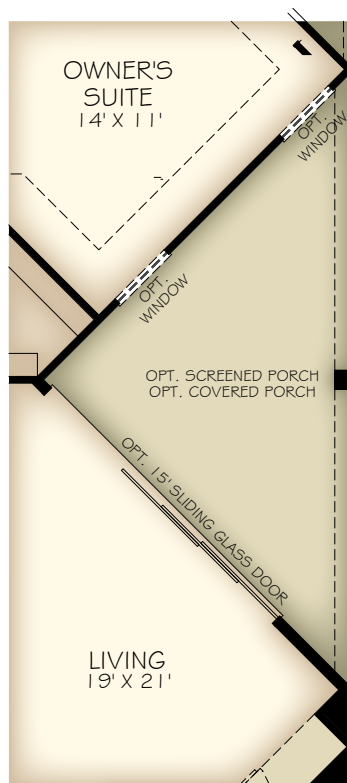 OWNER'S
SUITE
14' X 11'
OPT.
WINDOW
OPT.
WINDOW
OPT. SCREENED PORCH
OPT. COVERED PORCH
OPT. 15' SLIDING GLASS DOOR
LIVING
19' X 21'